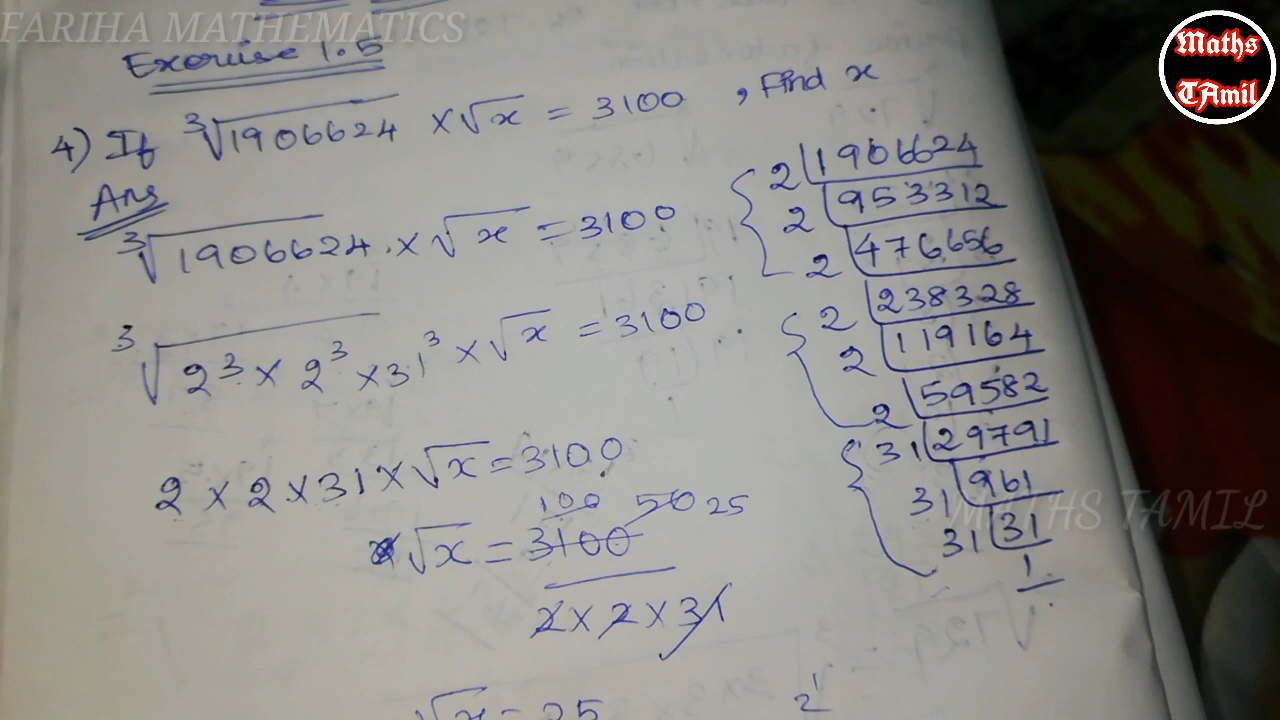 FARIHA MATHEMATICS
Maths
TAmil
Exercise 1.5
4) If ∛1906624 × √x = 3100 , Find x
Ans
∛1906624 × √x = 3100
∛2³ × 2³ × 31³ × √x = 3100
2 × 2 × 31 × √x = 3100
100 50 25
√x = 3100
2 × 2 × 31
√x = 25
2 | 1906624
2 | 953312
2 | 476656
2 | 238328
2 | 119164
2 | 59582
31 | 29791
31 | 961
31 | 31
1
MATHS TAMIL